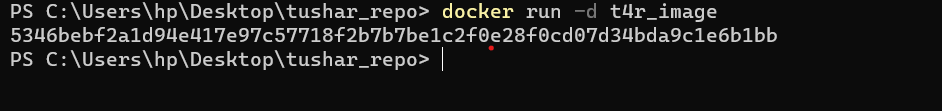 PS C:\Users\hp\Desktop\tushar_repo> docker run -d t4r_image
5346bebf2a1d94e417e97c57718f2b7b7be1c2f0e28f0cd07d34bda9c1e6b1bb
PS C:\Users\hp\Desktop\tushar_repo>